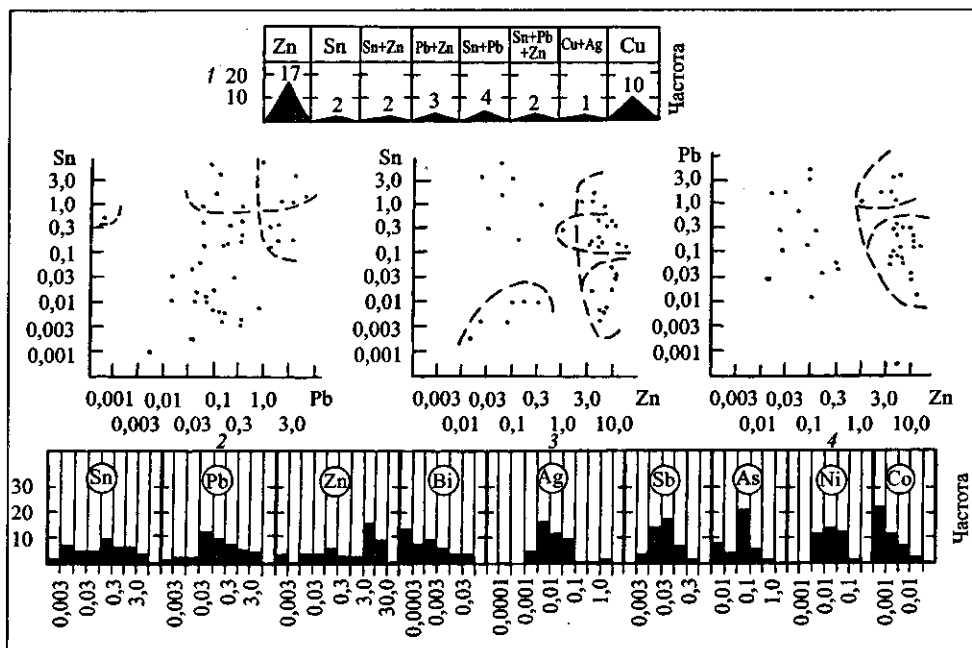 Zn Sn Sn+Zn Pb+Zn Sn+Pb Sn+Pb+Zn Cu+Ag Cu
1 20 10
17 2 2 3 4 2 1 10
Частота
Sn
3,0
1,0
0,3
0,1
0,03
0,01
0,003
0,001
0,001 0,01 0,1 1,0 Pb
0,003 0,03 0,3 3,0
2
Sn
3,0
1,0
0,3
0,1
0,03
0,01
0,003
0,001
0,003 0,03 0,3 3,0 Zn
0,01 0,1 1,0 10,0
3
Pb
3,0
1,0
0,3
0,1
0,03
0,01
0,003
0,001
0,003 0,03 0,3 3,0 Zn
0,01 0,1 1,0 10,0
4
Sn Pb Zn Bi Ag Sb As Ni Co
30
20
10
Частота
0,003 0,03 0,3 3,0
0,003 0,03 0,3 3,0
0,003 0,03 0,3 3,0 30,0
0,0003 0,003 0,03
0,0001 0,001 0,01 0,1 1,0
0,003 0,03 0,3
0,01 0,1 1,0
0,001 0,01 0,1
0,001 0,01